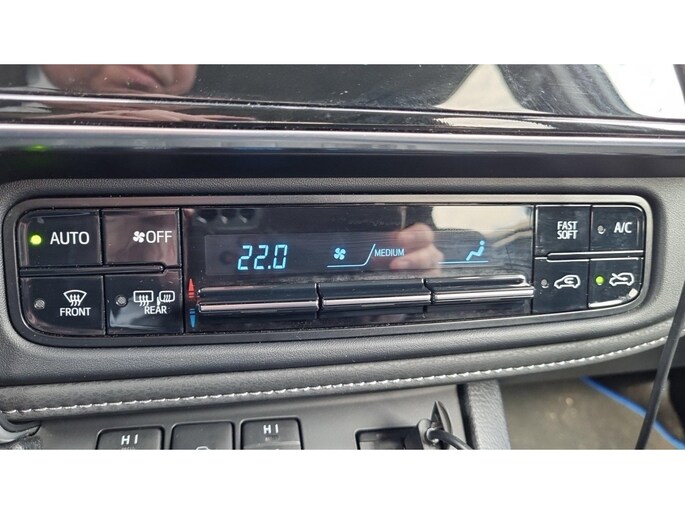 AUTO
OFF
22.0
MEDIUM
FAST
SOFT
A/C
FRONT
REAR
HI
HI